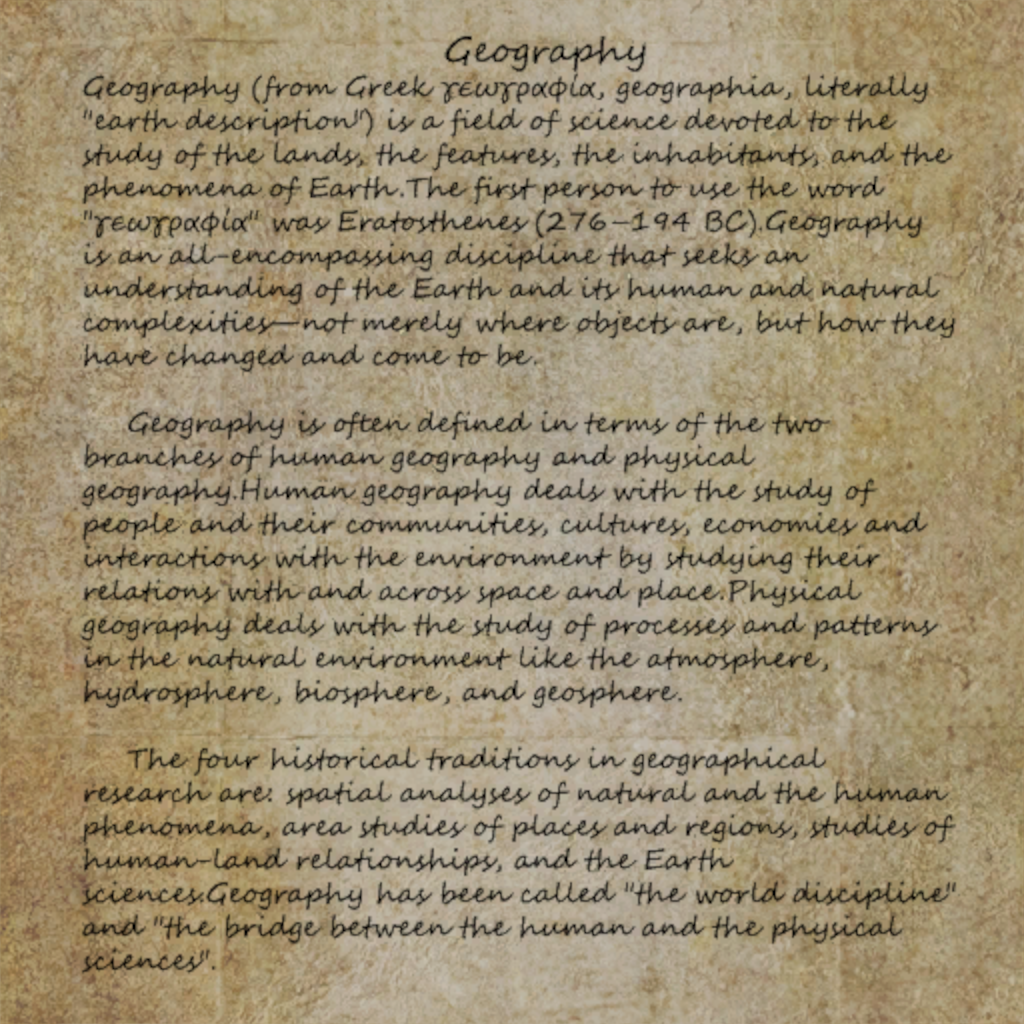 Geography
Geography (from Greek γεωγραφία, geographia, literally
"earth description") is a field of science devoted to the
study of the lands, the features, the inhabitants, and the
phenomena of Earth.The first person to use the word
"γεωγραφία" was Eratosthenes (276–194 BC).Geography
is an all-encompassing discipline that seeks an
understanding of the Earth and its human and natural
complexities—not merely where objects are, but how they
have changed and come to be.
Geography is often defined in terms of the two
branches of human geography and physical
geography.Human geography deals with the study of
people and their communities, cultures, economies and
interactions with the environment by studying their
relations with and across space and place.Physical
geography deals with the study of processes and patterns
in the natural environment like the atmosphere,
hydrosphere, biosphere, and geosphere.
The four historical traditions in geographical
research are: spatial analyses of natural and the human
phenomena, area studies of places and regions, studies of
human-land relationships, and the Earth
sciences.Geography has been called "the world discipline"
and "the bridge between the human and the physical
sciences".